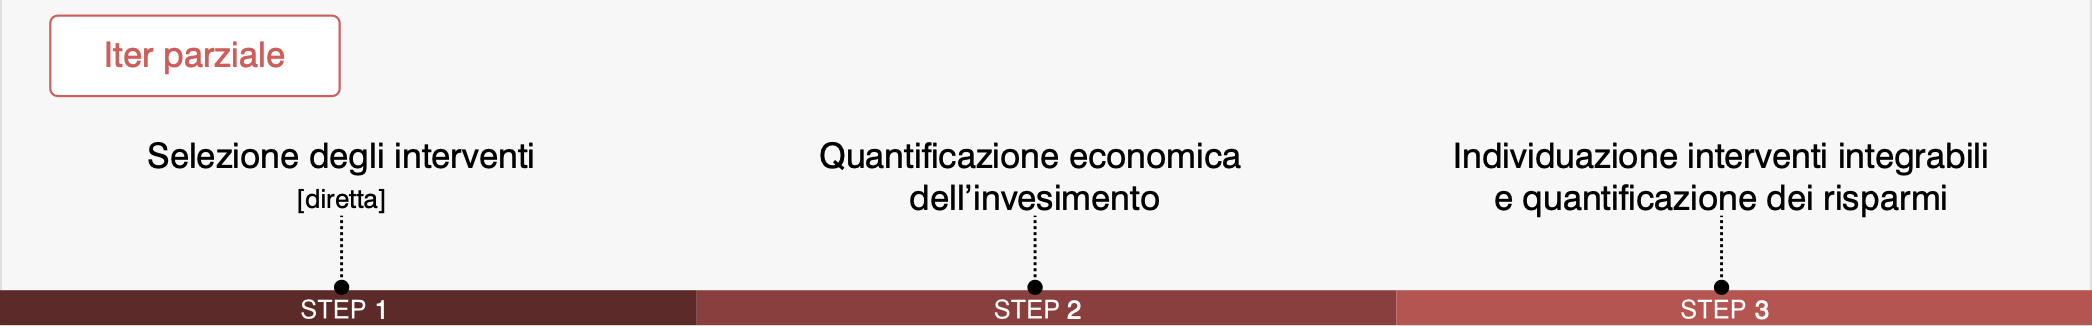 Iter parziale
Selezione degli interventi
[diretta]
Quantificazione economica
dell’invesimento
Individuazione interventi integrabili
e quantificazione dei risparmi
STEP 1
STEP 2
STEP 3